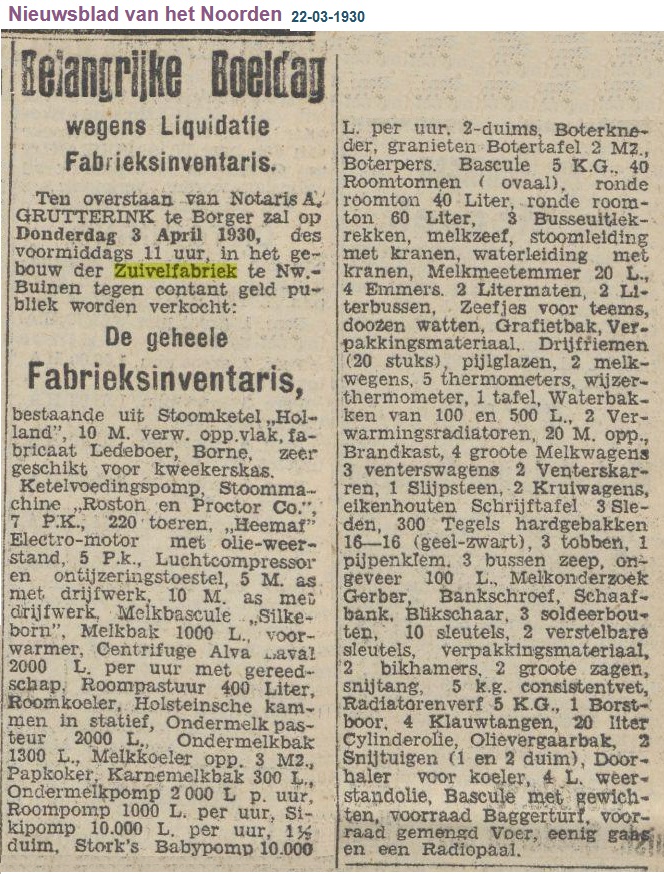 Nieuwsblad van het Noorden 22-03-1930
Belangrijke Boeldag
wegens Liquidatie
Fabrieksinventaris.
Ten overstaan van Notaris A.
GRUTTERINK te Borger zal op
Donderdag 3 April 1930, des
voormiddags 11 uur, in het ge-
bouw der Zuivelfabriek te Nw.-
Buinen tegen contant geld pu-
bliek worden verkocht:
De geheele
Fabrieksinventaris,
bestaande uit Stoomketel „Hol-
land", 10 M. verw. opp.vlak, fa-
bricaat Ledeboer, Borne, zeer
geschikt voor kweekerskas.
Ketelvoedingspomp, Stoomma-
chine „Roston en Proctor Co.",
7 P.K., 220 toeren, „Heemaf"
Electro-motor met olie-weer-
stand, 5 P.k., Luchtcompressor
en ontijzeringstoestel, 5 M. as
met drijfwerk, 10 M. as met
drijfwerk, Melkbascule „Silke-
born", Melkbak 1000 L., voor-
warmer, Centrifuge Alva Laval
2000 L. per uur met gereed-
schap, Roompastuur 400 Liter,
Roomkoeler, Holsteinsche kam-
men in statief, Ondermelk pas-
teur 2000 L., Ondermelkbak
1300 L., Melkkoeler opp. 3 M2.,
Papkoker, Karnemelkbak 300 L.,
Ondermelkpomp 2000 L p. uur,
Roompomp 1000 L. per uur, Si-
kipomp 10.000 L. per uur, 1½
duim, Stork's Babypomp 10.000
L. per uur, 2-duims, Boterkne-
der, granieten Botertafel 2 M2.,
Boterpers. Bascule 5 K.G., 40
Roomtonnen ( ovaal), ronde
roomton 40 Liter, ronde room-
ton 60 Liter, 3 Busseuitlek-
rekken, melkzeef, stoomleiding
met kranen, waterleiding met
kranen, Melkmeetemmer 20 L.,
4 Emmers. 2 Litermaten, 2 Li-
terbussen, Zeefjes voor teems,
doozen watten, Grafietbak, Ver-
pakkingsmateriaal, Drijfriemen
(20 stuks), pijlglazen, 2 melk-
wegens, 5 thermometers, wijzer-
thermometer, 1 tafel, Waterbak-
ken van 100 en 500 L., 2 Ver-
warmingsradiatoren, 20 M. opp.,
Brandkast, 4 groote Melkwagens
3 venterswagens 2 Venterskar-
ren, 1 Slijpsteen, 2 Kruiwagens,
eikenhouten Schrijftafel 3 Sle-
den, 300 Tegels hardgebakken
16—16 (geel-zwart), 3 tobben, 1
pijpenklem, 3 bussen zeep, on-
geveer 100 L., Melkonderzoek
Gerber, Bankschroef, Schaaf-
bank, Blikschaar, 3 soldeerbou-
ten, 10 sleutels, 2 verstelbare
sleutels, verpakkingsmateriaal,
2 bikhamers, 2 groote zagen,
snijtang, 5 k.g. consistentvet,
Radiatorenverf 5 K.G., 1 Borst-
boor, 4 Klauwtangen, 20 liter
Cylinderolie, Olievergaarbak, 2
Snijtuigen (1 en 2 duim), Door-
haler voor koeler, 4 L. weer-
standolie, Bascule met gewich-
ten, voorraad Baggerturf, voor-
raad gemengd Voer, eenig gaas
en een Radiopaal.